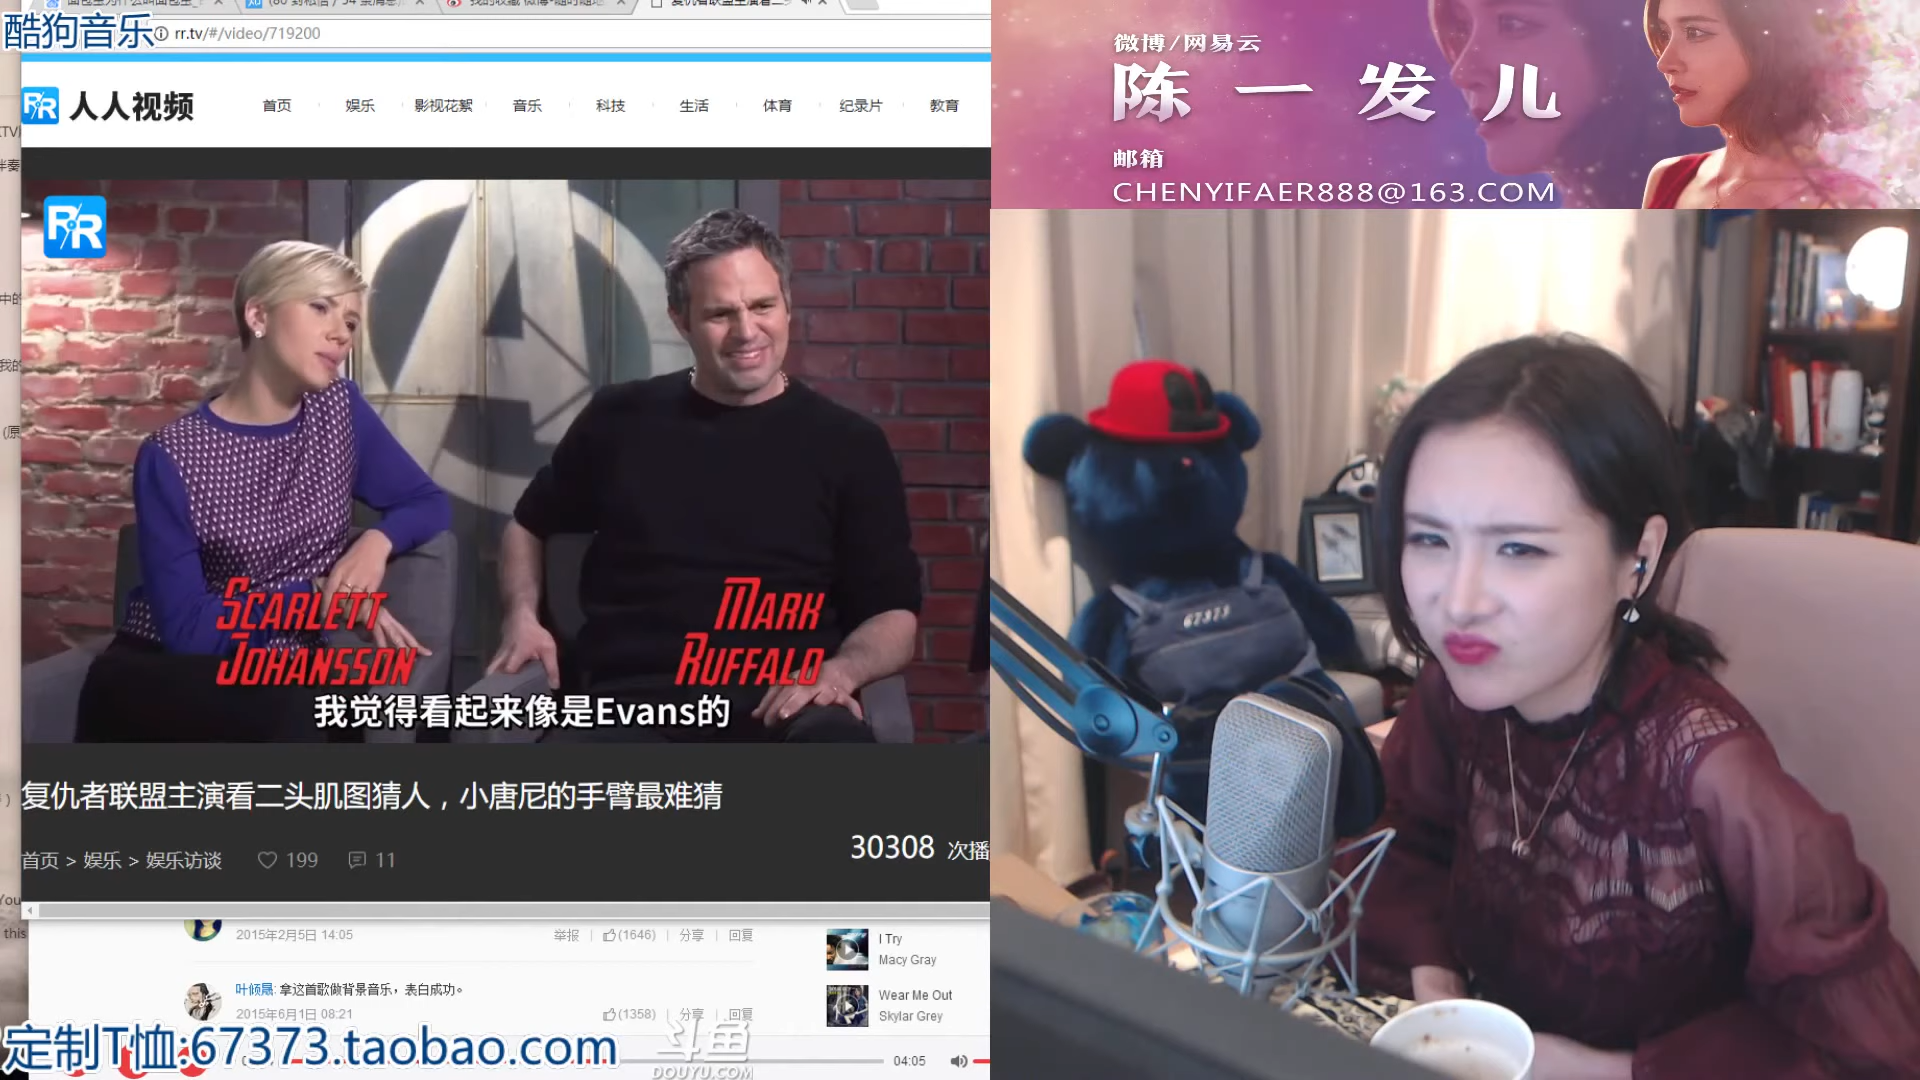 酷狗音乐
rr.tv/#/video/719200
人人视频
首页 娱乐 影视花絮 音乐 科技 生活 体育 纪录片 教育
微博/网易云
陈一发儿
邮箱
CHENYIFAER888@163.COM
RR
SCARLETT JOHANSSON
MARK RUFFALO
我觉得看起来像是Evans的
67373
复仇者联盟主演看二头肌图猜人，小唐尼的手臂最难猜
30308 次播
首页 > 娱乐 > 娱乐访谈 199 11
2015年2月5日 14:05 举报 (1646) 分享 回复
I Try
Macy Gray
叶倾晟: 拿这首歌做背景音乐，表白成功。
2015年6月1日 08:21 (1358) 分享 回复
Wear Me Out
Skylar Grey
定制T恤:67373.taobao.com
斗鱼
DOUYU.COM
04:05